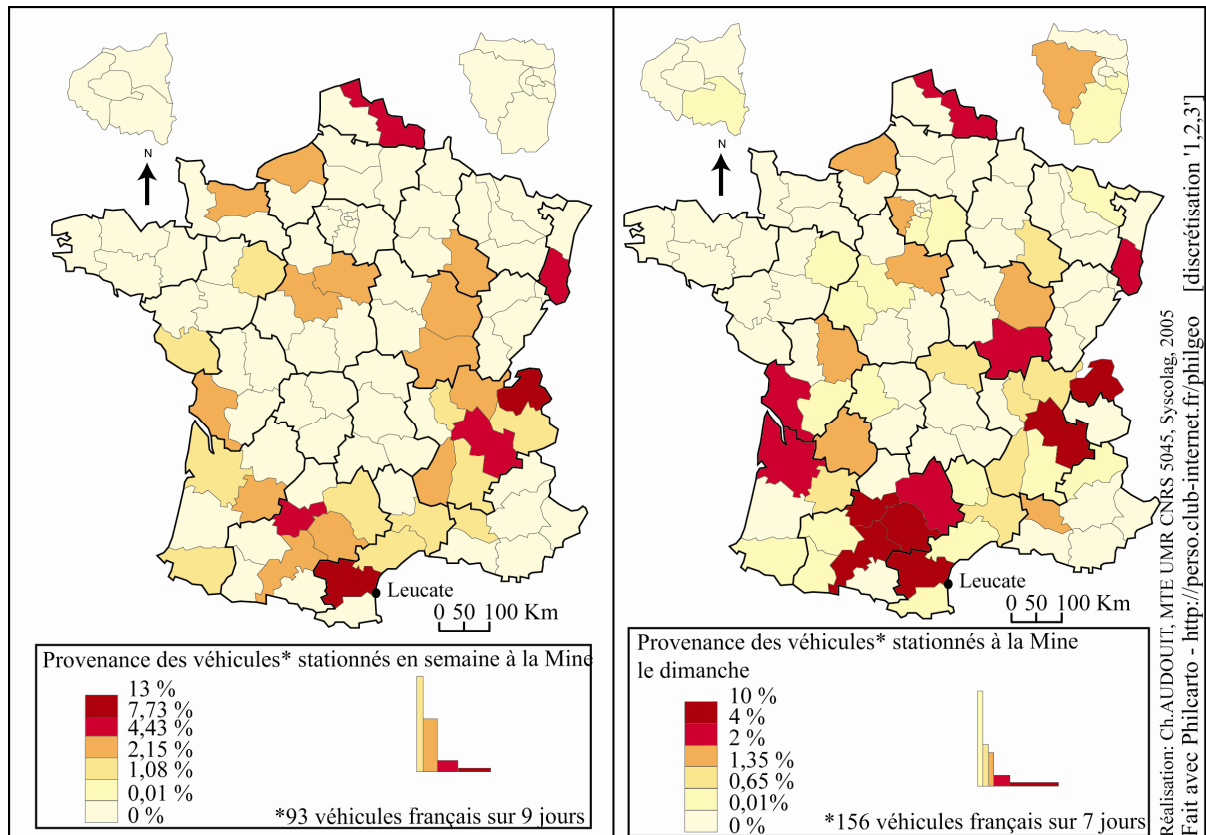 N
Leucate
0 50 100 Km
Provenance des véhicules* stationnés en semaine à la Mine
13 %
7,73 %
4,43 %
2,15 %
1,08 %
0,01 %
0 %
*93 véhicules français sur 9 jours
N
Leucate
0 50 100 Km
Provenance des véhicules* stationnés à la Mine
le dimanche
10 %
4 %
2 %
1,35 %
0,65 %
0,01%
0 %
*156 véhicules français sur 7 jours
Réalisation: Ch.AUDOUT, MTE UMR CNRS 5045, Syscolag, 2005
Fait avec Philcarto - http://perso.club-internet.fr/philgeo [discrétisation '1,2,3']